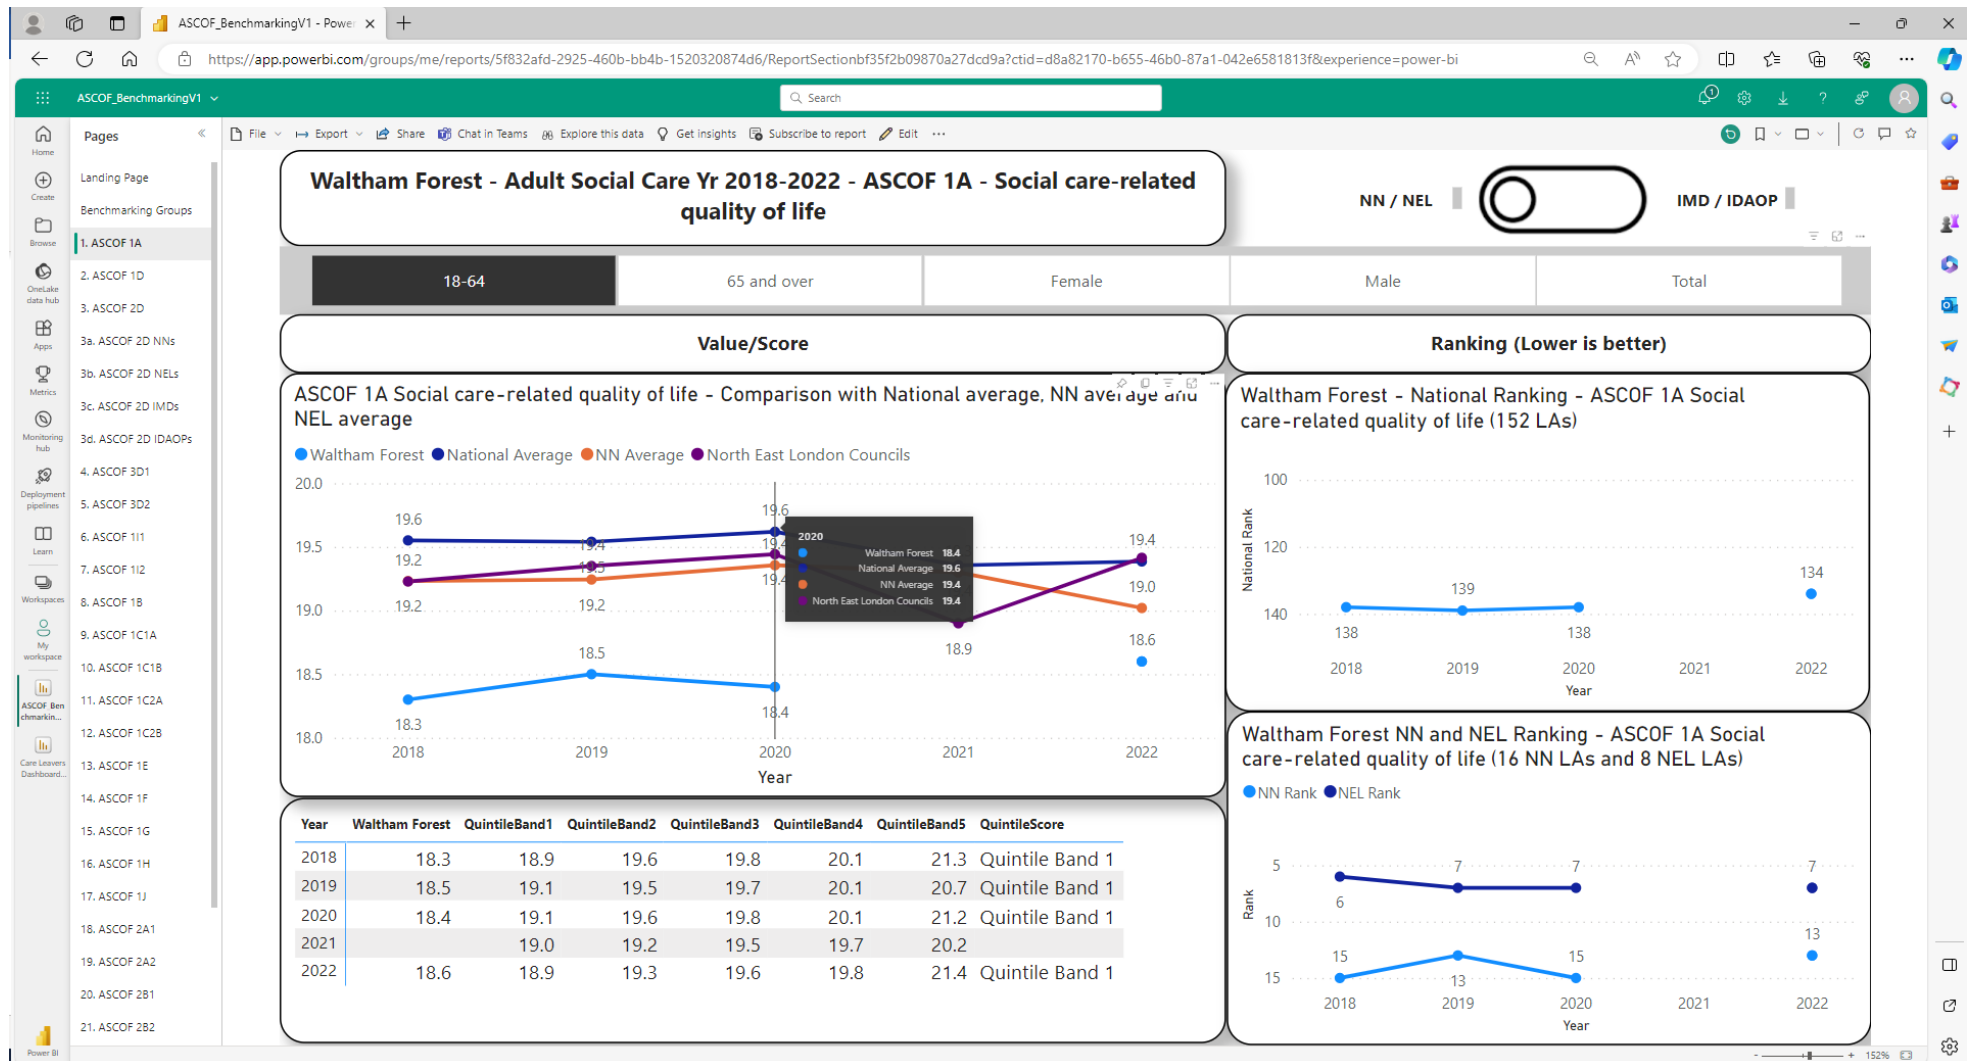 ASCOF_BenchmarkingV1 - Power
https://app.powerbi.com/groups/me/reports/5f832afd-2925-460b-bb4b-1520320874d6/ReportSectionbf35f2b09870a27dcd9a?ctid=d8a82170-b655-46b0-87a1-042e6581813f&experience=power-bi
ASCOF_BenchmarkingV1
Search
1
Home
Create
Browse
OneLake
data hub
Apps
Metrics
Monitoring
hub
Deployment
pipelines
Learn
Workspaces
My
workspace
ASCOF_Ben
chmarkin...
Care Leavers
Dashboard...
Power BI
Pages
Landing Page
Benchmarking Groups
1. ASCOF 1A
2. ASCOF 1D
3. ASCOF 2D
3a. ASCOF 2D NNs
3b. ASCOF 2D NELs
3c. ASCOF 2D IMDs
3d. ASCOF 2D IDAOPs
4. ASCOF 3D1
5. ASCOF 3D2
6. ASCOF 1I1
7. ASCOF 1I2
8. ASCOF 1B
9. ASCOF 1C1A
10. ASCOF 1C1B
11. ASCOF 1C2A
12. ASCOF 1C2B
13. ASCOF 1E
14. ASCOF 1F
15. ASCOF 1G
16. ASCOF 1H
17. ASCOF 1J
18. ASCOF 2A1
19. ASCOF 2A2
20. ASCOF 2B1
21. ASCOF 2B2
File Export Share Chat in Teams Explore this data Get insights Subscribe to report Edit ...
Waltham Forest - Adult Social Care Yr 2018-2022 - ASCOF 1A - Social care-related
quality of life
NN / NEL
IMD / IDAOP
18-64 65 and over Female Male Total
Value/Score
ASCOF 1A Social care-related quality of life - Comparison with National average, NN average and
NEL average
Waltham Forest National Average NN Average North East London Councils
20.0
19.5
19.0
18.5
18.0
19.6
19.2
19.2
18.3
19.4
19.3
19.2
18.5
19.6
19.4
19.4
18.4
18.9
19.4
19.0
18.6
2020
Waltham Forest 18.4
National Average 19.6
NN Average 19.4
North East London Councils 19.4
2018 2019 2020 2021 2022
Year
Year Waltham Forest QuintileBand1 QuintileBand2 QuintileBand3 QuintileBand4 QuintileBand5 QuintileScore
2018 18.3 18.9 19.6 19.8 20.1 21.3 Quintile Band 1
2019 18.5 19.1 19.5 19.7 20.1 20.7 Quintile Band 1
2020 18.4 19.1 19.6 19.8 20.1 21.2 Quintile Band 1
2021 19.0 19.2 19.5 19.7 20.2
2022 18.6 18.9 19.3 19.6 19.8 21.4 Quintile Band 1
Ranking (Lower is better)
Waltham Forest - National Ranking - ASCOF 1A Social
care-related quality of life (152 LAs)
National Rank
100
120
140
138
139
138
134
2018 2019 2020 2021 2022
Year
Waltham Forest NN and NEL Ranking - ASCOF 1A Social
care-related quality of life (16 NN LAs and 8 NEL LAs)
NN Rank NEL Rank
Rank
5
10
15
6
7
7
7
15
13
15
13
2018 2019 2020 2021 2022
Year
- + 152%